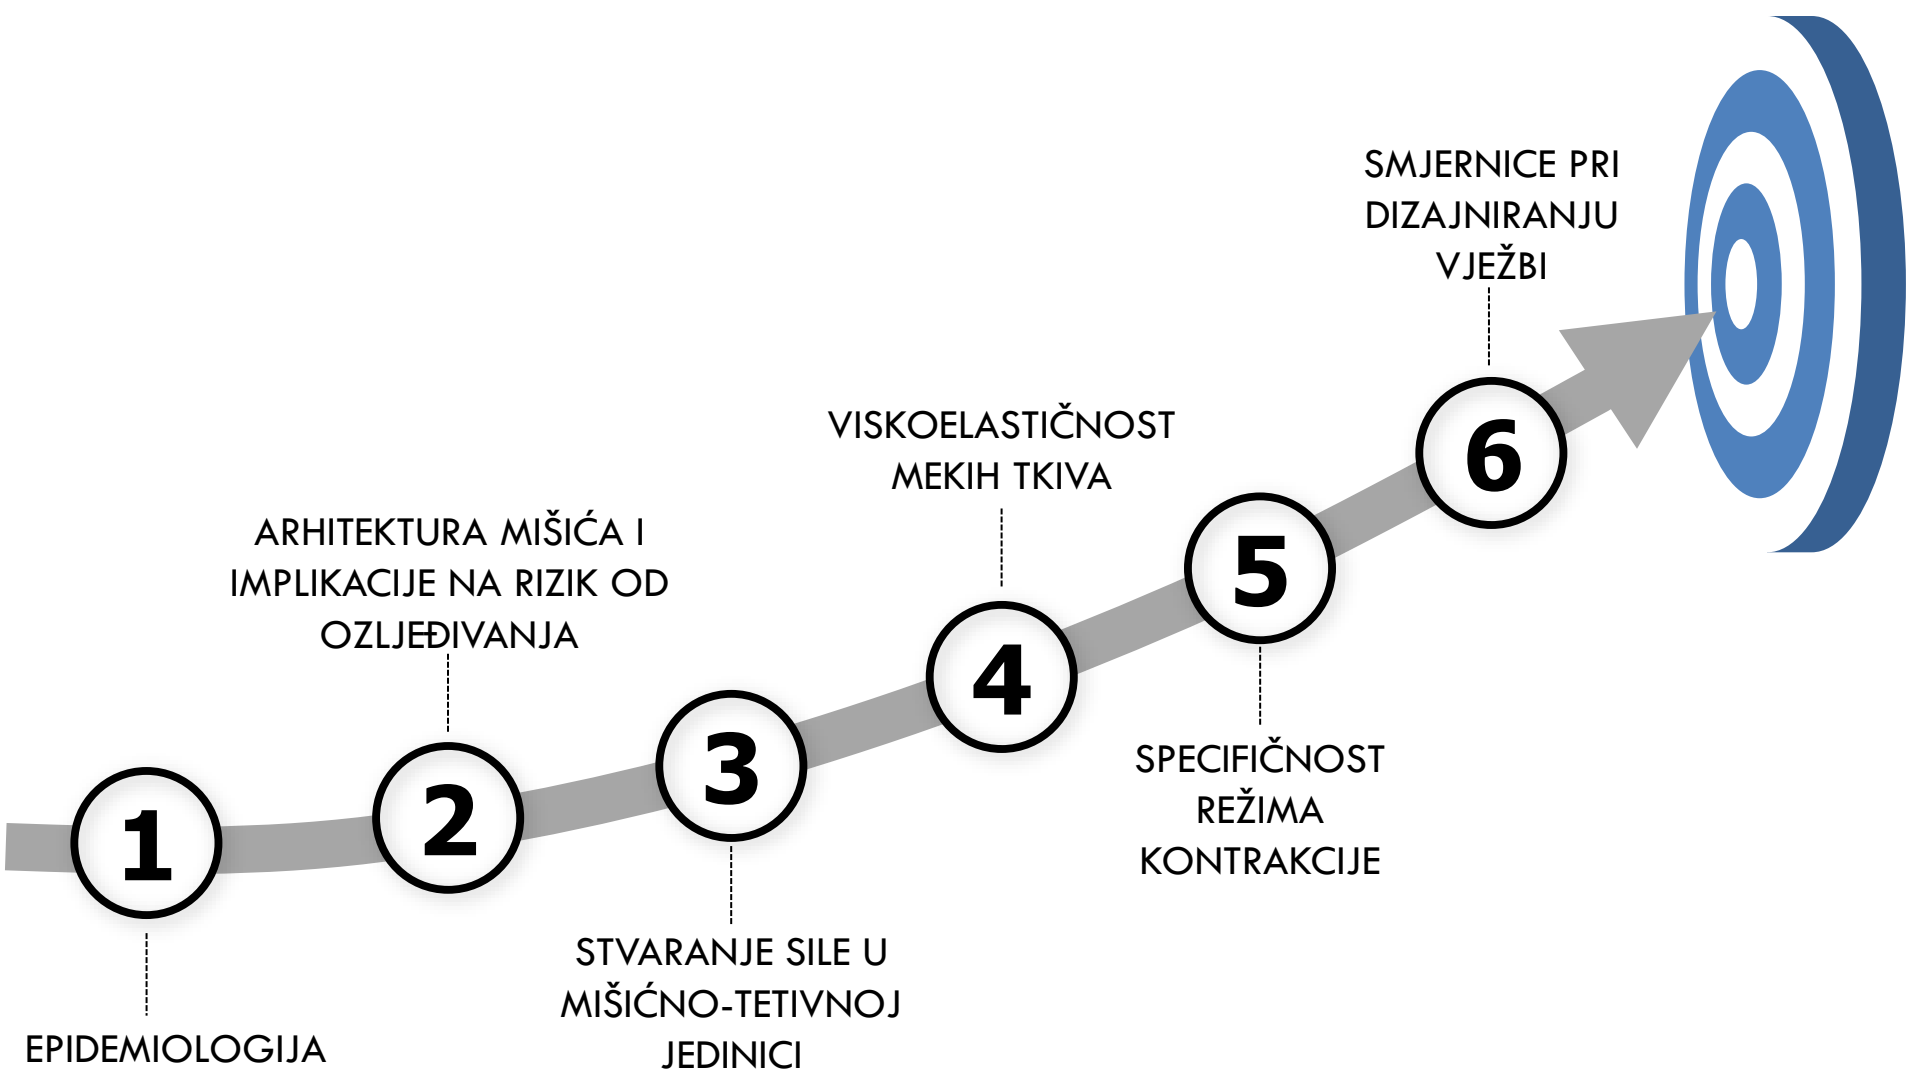 1
EPIDEMIOLOGIJA
2
ARHITEKTURA MIŠIĆA I
IMPLIKACIJE NA RIZIK OD
OZLJEĐIVANJA
3
STVARANJE SILE U
MIŠIĆNO-TETIVNOJ
JEDINICI
4
VISKOELASTIČNOST
MEKIH TKIVA
5
SPECIFIČNOST
REŽIMA
KONTRAKCIJE
6
SMJERNICE PRI
DIZAJNIRANJU
VJEŽBI